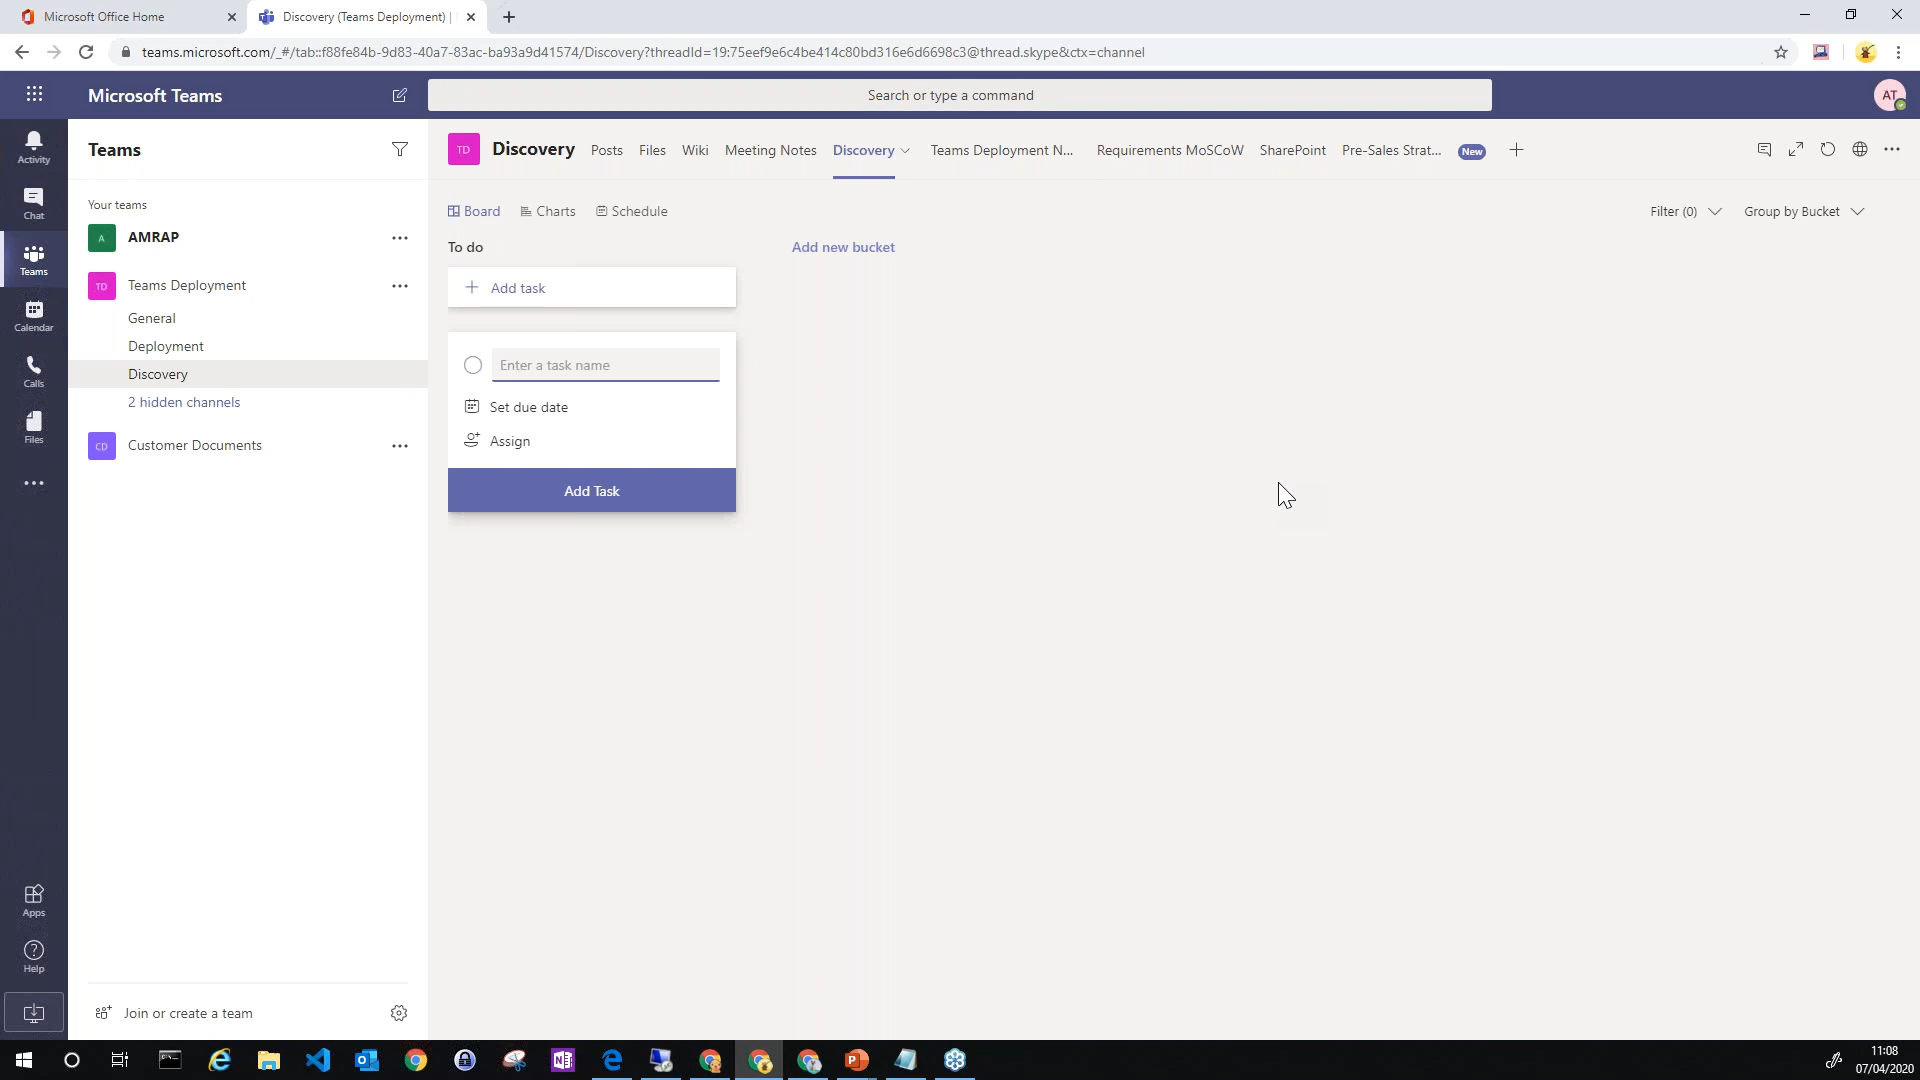 Microsoft Office Home
Discovery (Teams Deployment) |
teams.microsoft.com/_#/tab::f88fe84b-9d83-40a7-83ac-ba93a9d41574/Discovery?threadId=19:75eef9e6c4be414c80bd316e6d6698c3@thread.skype&ctx=channel
Microsoft Teams
Search or type a command
AT
Activity
Chat
Teams
Calendar
Calls
Files
Apps
Help
Teams
Your teams
A
AMRAP
TD
Teams Deployment
General
Deployment
Discovery
2 hidden channels
CD
Customer Documents
Join or create a team
TD
Discovery
Posts
Files
Wiki
Meeting Notes
Discovery
Teams Deployment N...
Requirements MoSCoW
SharePoint
Pre-Sales Strat...
New
Board
Charts
Schedule
Filter (0)
Group by Bucket
To do
Add new bucket
Add task
Enter a task name
Set due date
Assign
Add Task
11:08
07/04/2020